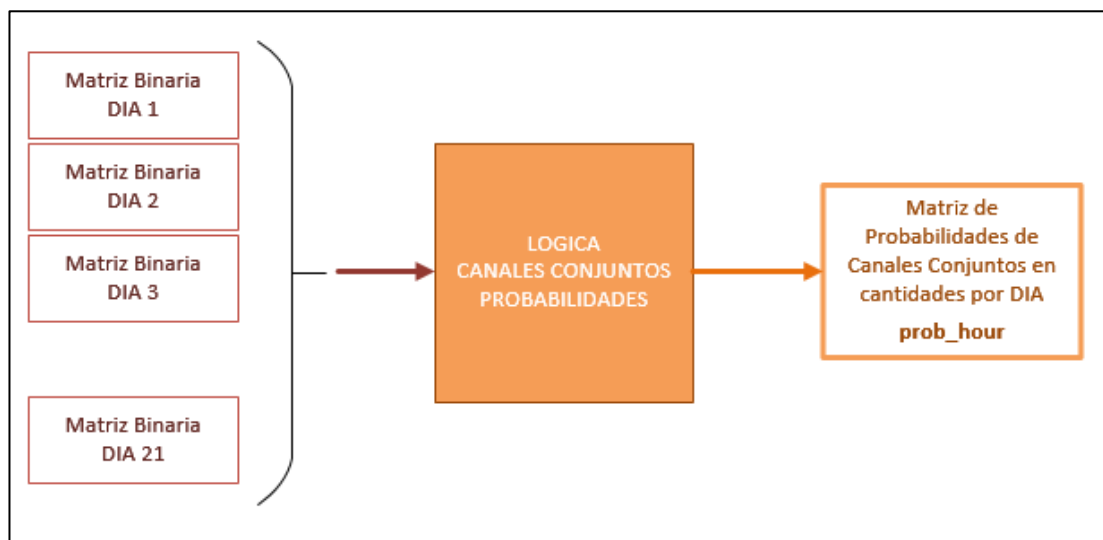 Matriz Binaria
DIA 1
Matriz Binaria
DIA 2
Matriz Binaria
DIA 3
Matriz Binaria
DIA 21
LOGICA
CANALES CONJUNTOS
PROBABILIDADES
Matriz de
Probabilidades de
Canales Conjuntos en
cantidades por DIA
prob_hour